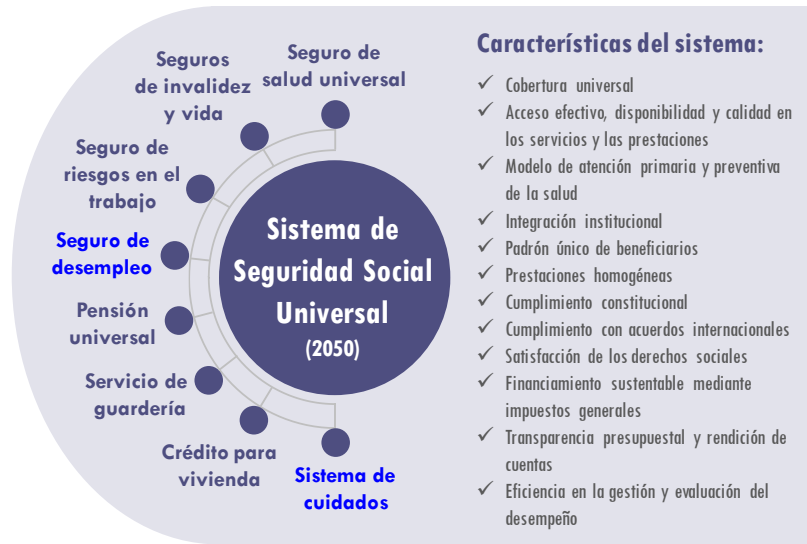 Seguro de
salud universal
Seguros
de invalidez
y vida
Seguro de
riesgos en el
trabajo
Seguro de
desempleo
Pensión
universal
Servicio de
guardería
Crédito para
vivienda
Sistema de
cuidados
Sistema de
Seguridad Social
Universal
(2050)
Características del sistema:
✓ Cobertura universal
✓ Acceso efectivo, disponibilidad y calidad en
los servicios y las prestaciones
✓ Modelo de atención primaria y preventiva
de la salud
✓ Integración institucional
✓ Padrón único de beneficiarios
✓ Prestaciones homogéneas
✓ Cumplimiento constitucional
✓ Cumplimiento con acuerdos internacionales
✓ Satisfacción de los derechos sociales
✓ Financiamiento sustentable mediante
impuestos generales
✓ Transparencia presupuestal y rendición de
cuentas
✓ Eficiencia en la gestión y evaluación del
desempeño